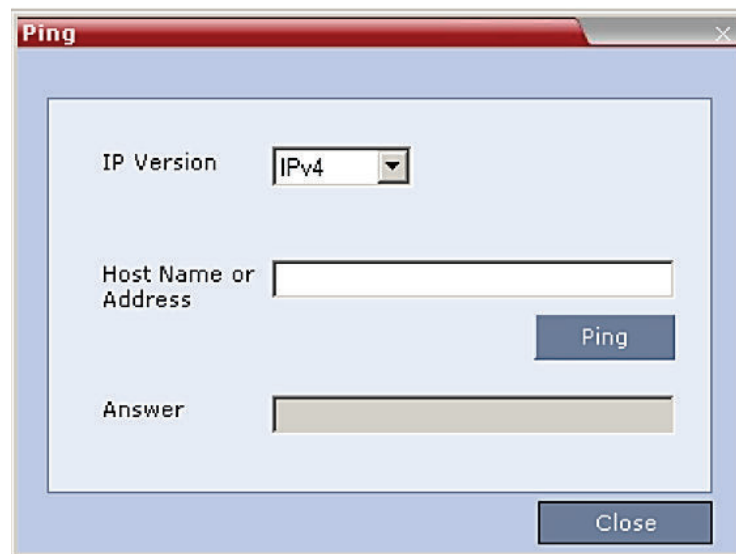 Ping
IP Version
IPv4
Host Name or
Address
Ping
Answer
Close